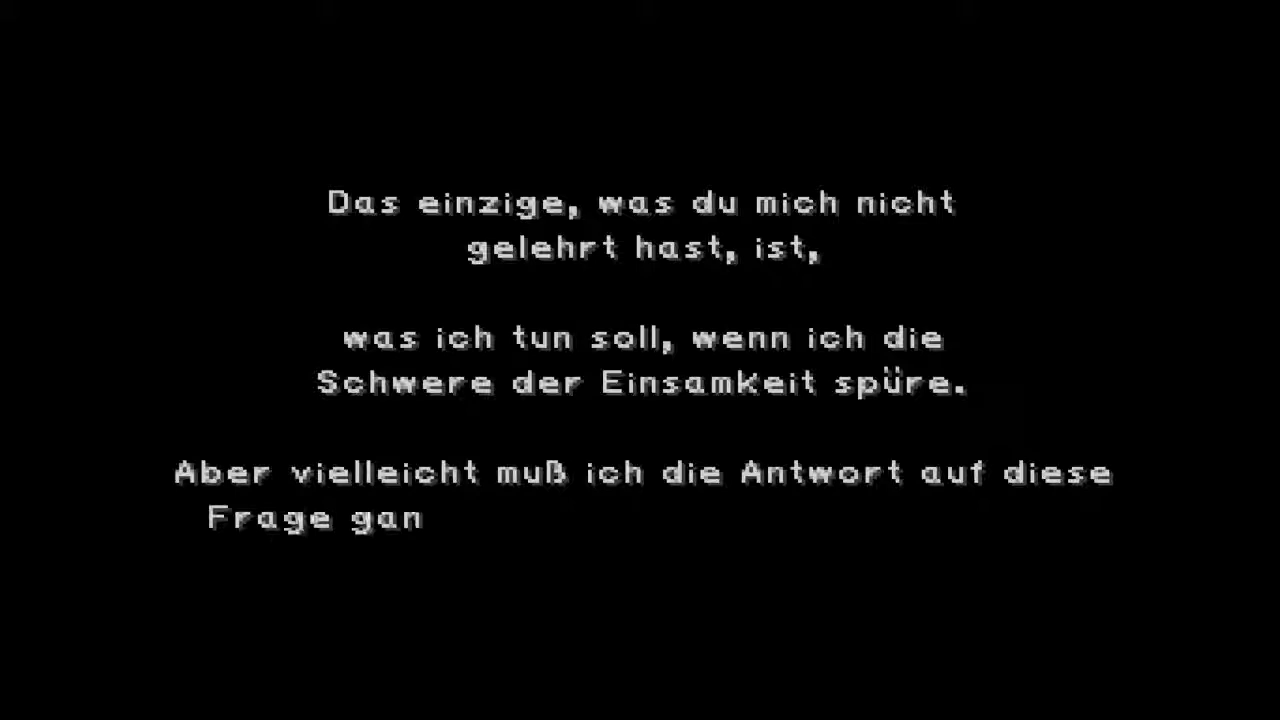 Das einzige, was du mich nicht
gelehrt hast, ist,
was ich tun soll, wenn ich die
Schwere der Einsamkeit spüre.
Aber vielleicht muß ich die Antwort auf diese
Frage gan